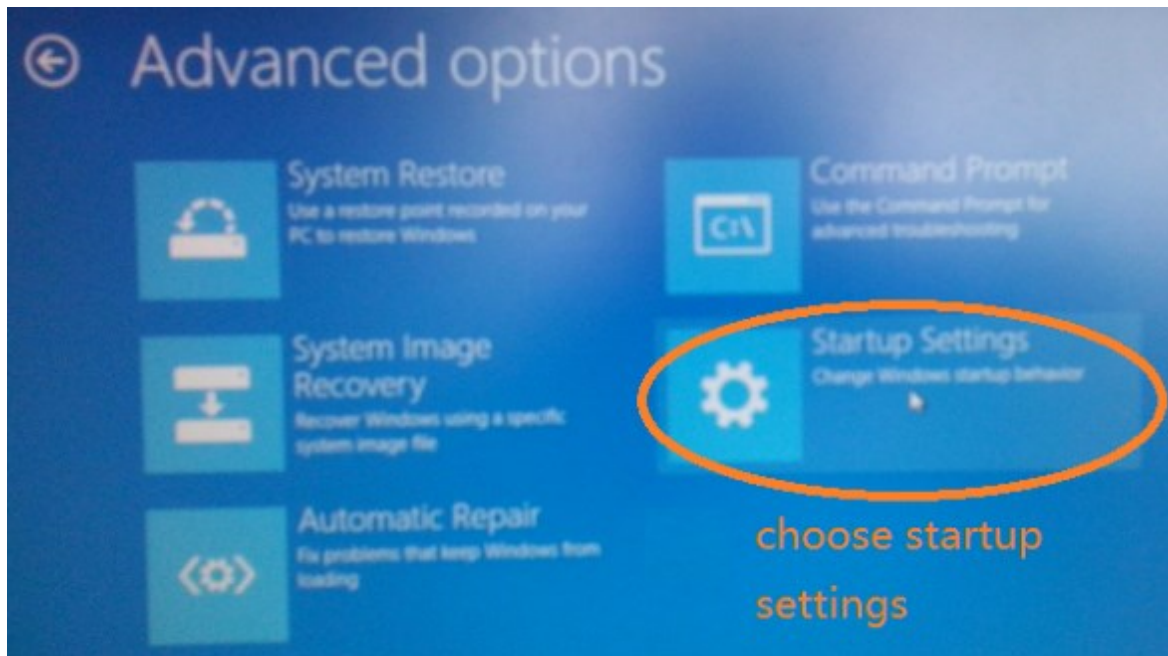 Advanced options
System Restore
Use a restore point recorded on your
PC to restore Windows
System Image
Recovery
Recover Windows using a specific
system image file
Automatic Repair
Fix problems that keep Windows from
loading
Command Prompt
C:\
Use the Command Prompt for
advanced troubleshooting
Startup Settings
Change Windows startup behavior
choose startup
settings